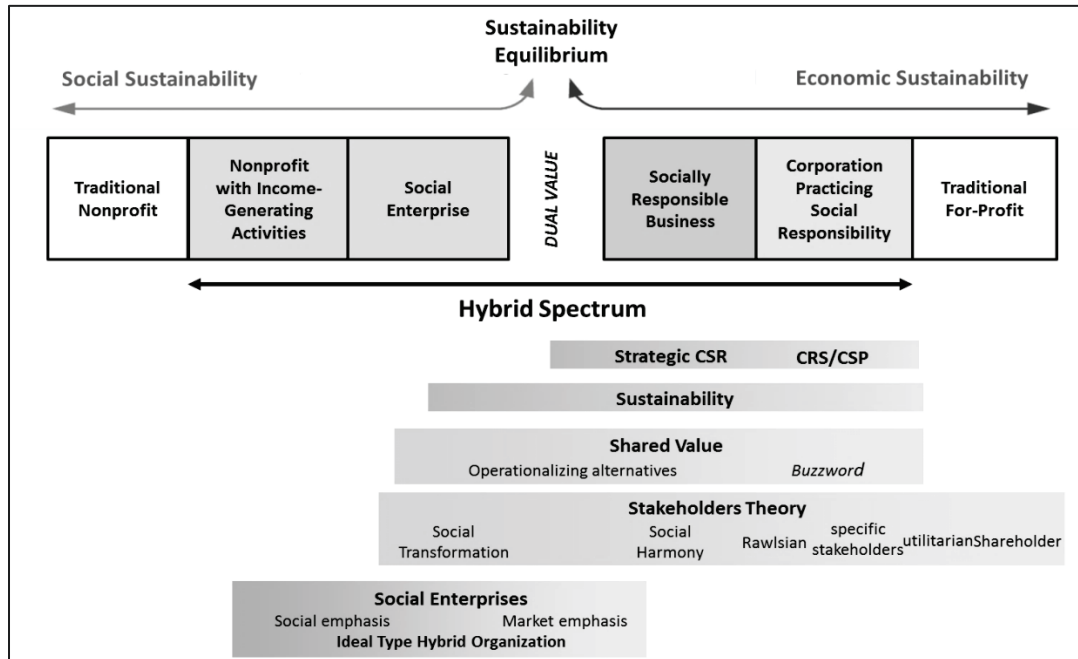 Sustainability
Equilibrium
Social Sustainability
Economic Sustainability
Traditional
Nonprofit
Nonprofit
with Income-
Generating
Activities
Social
Enterprise
DUAL VALUE
Socially
Responsible
Business
Corporation
Practicing
Social
Responsibility
Traditional
For-Profit
Hybrid Spectrum
Strategic CSR CRS/CSP
Sustainability
Shared Value
Operationalizing alternatives Buzzword
Stakeholders Theory
Social
Transformation
Social
Harmony
Rawlsian
specific
stakeholders
utilitarian
Shareholder
Social Enterprises
Social emphasis Market emphasis
Ideal Type Hybrid Organization